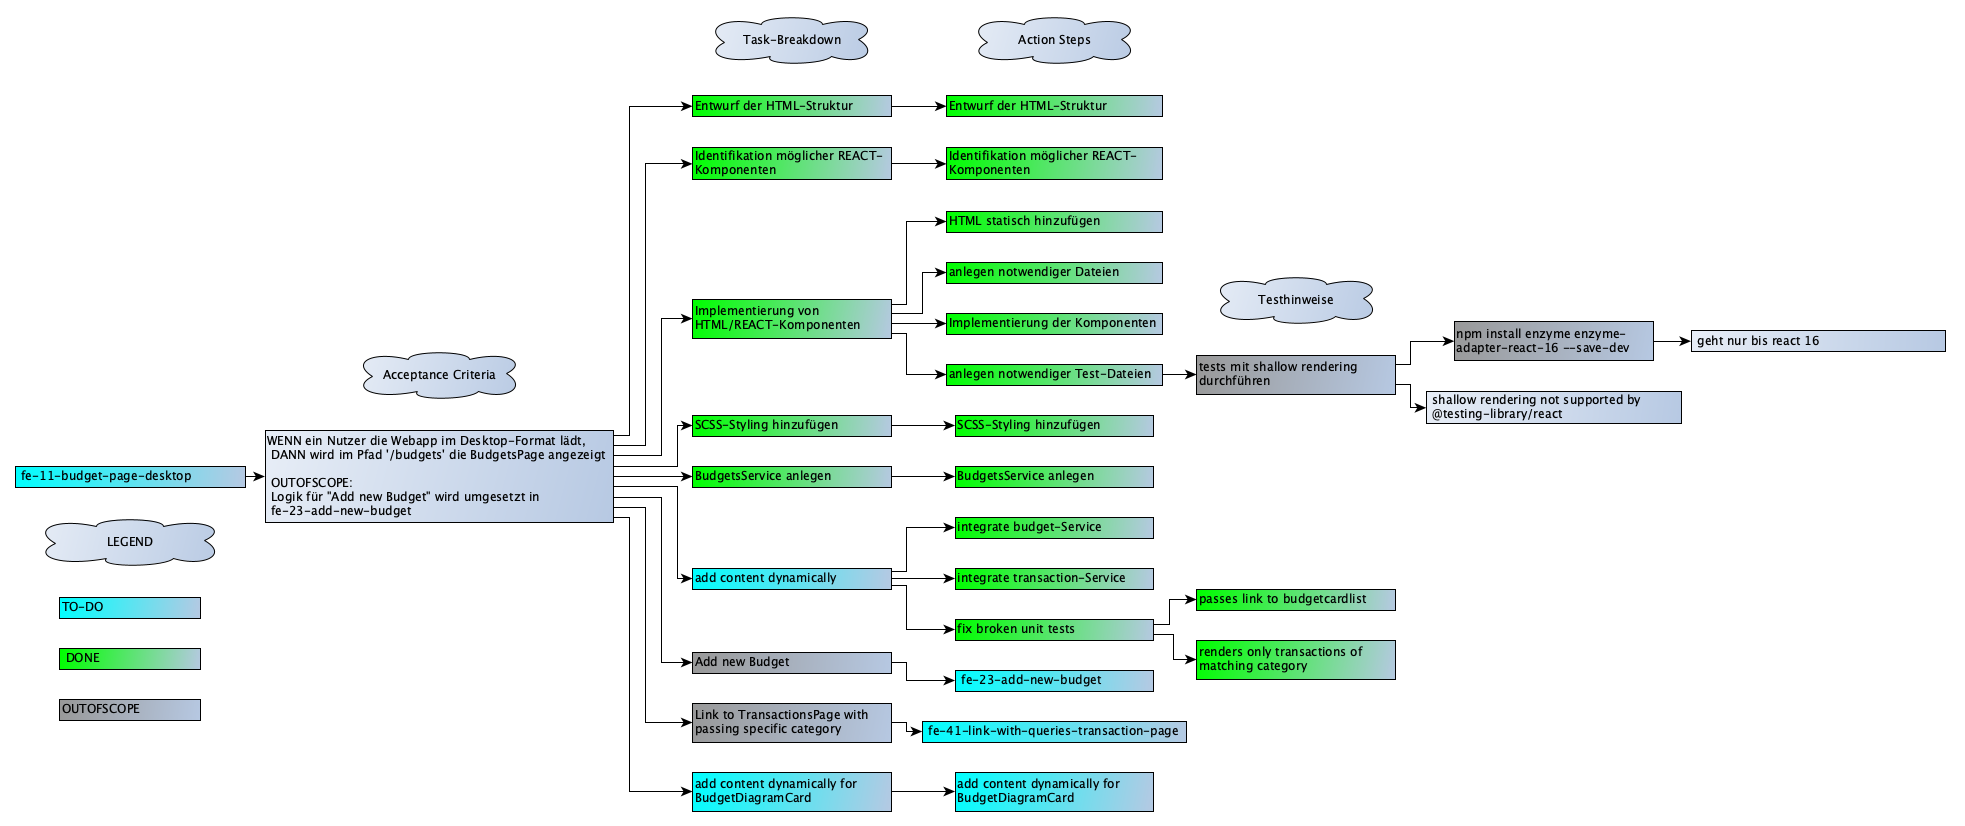 Task-Breakdown
Action Steps
Entwurf der HTML-Struktur
Entwurf der HTML-Struktur
Identifikation möglicher REACT-
Komponenten
Identifikation möglicher REACT-
Komponenten
HTML statisch hinzufügen
anlegen notwendiger Dateien
Implementierung von
HTML/REACT-Komponenten
Implementierung der Komponenten
anlegen notwendiger Test-Dateien
Testhinweise
tests mit shallow rendering
durchführen
npm install enzyme enzyme-
adapter-react-16 --save-dev
geht nur bis react 16
shallow rendering not supported by
@testing-library/react
Acceptance Criteria
fe-11-budget-page-desktop
WENN ein Nutzer die Webapp im Desktop-Format lädt,
DANN wird im Pfad '/budgets' die BudgetsPage angezeigt
OUTOFSCOPE:
Logik für "Add new Budget" wird umgesetzt in
fe-23-add-new-budget
SCSS-Styling hinzufügen
SCSS-Styling hinzufügen
BudgetsService anlegen
BudgetsService anlegen
add content dynamically
integrate budget-Service
integrate transaction-Service
fix broken unit tests
passes link to budgetcardlist
renders only transactions of
matching category
Add new Budget
fe-23-add-new-budget
Link to TransactionsPage with
passing specific category
fe-41-link-with-queries-transaction-page
add content dynamically for
BudgetDiagramCard
add content dynamically for
BudgetDiagramCard
LEGEND
TO-DO
DONE
OUTOFSCOPE